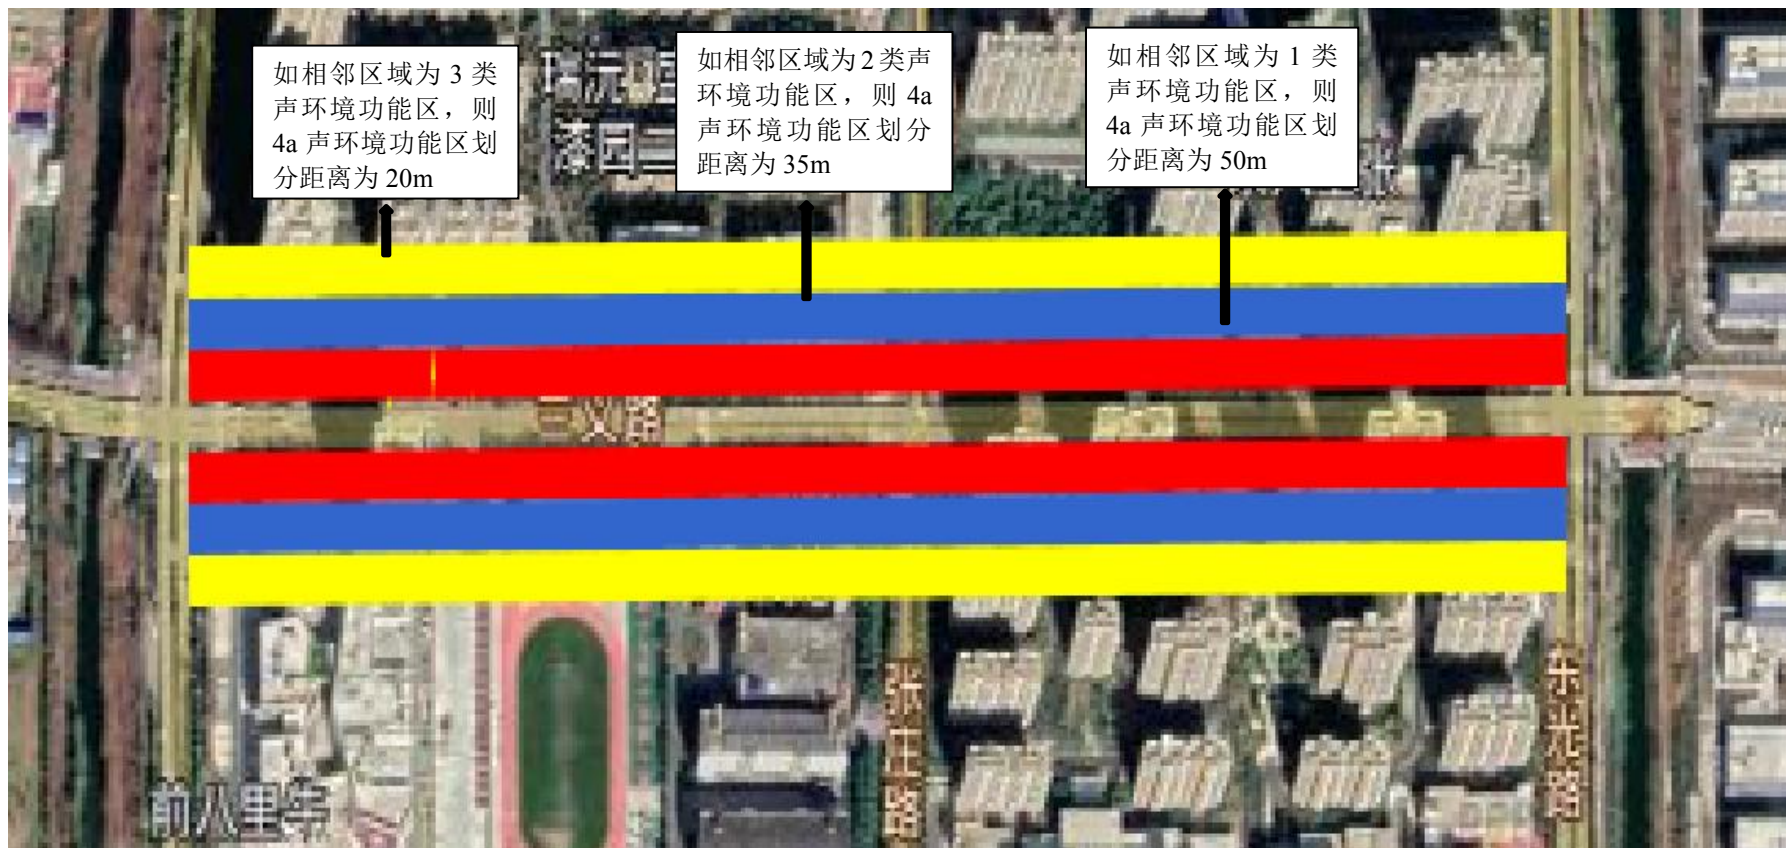 如相邻区域为 3 类
声环境功能区，则
4a 声环境功能区划
分距离为 20m
如相邻区域为 2 类声
环境功能区，则 4a
声环境功能区划分
距离为 35m
如相邻区域为 1 类
声环境功能区，则
4a 声环境功能区划
分距离为 50m
三义路
张庄路
东光路
前八里华